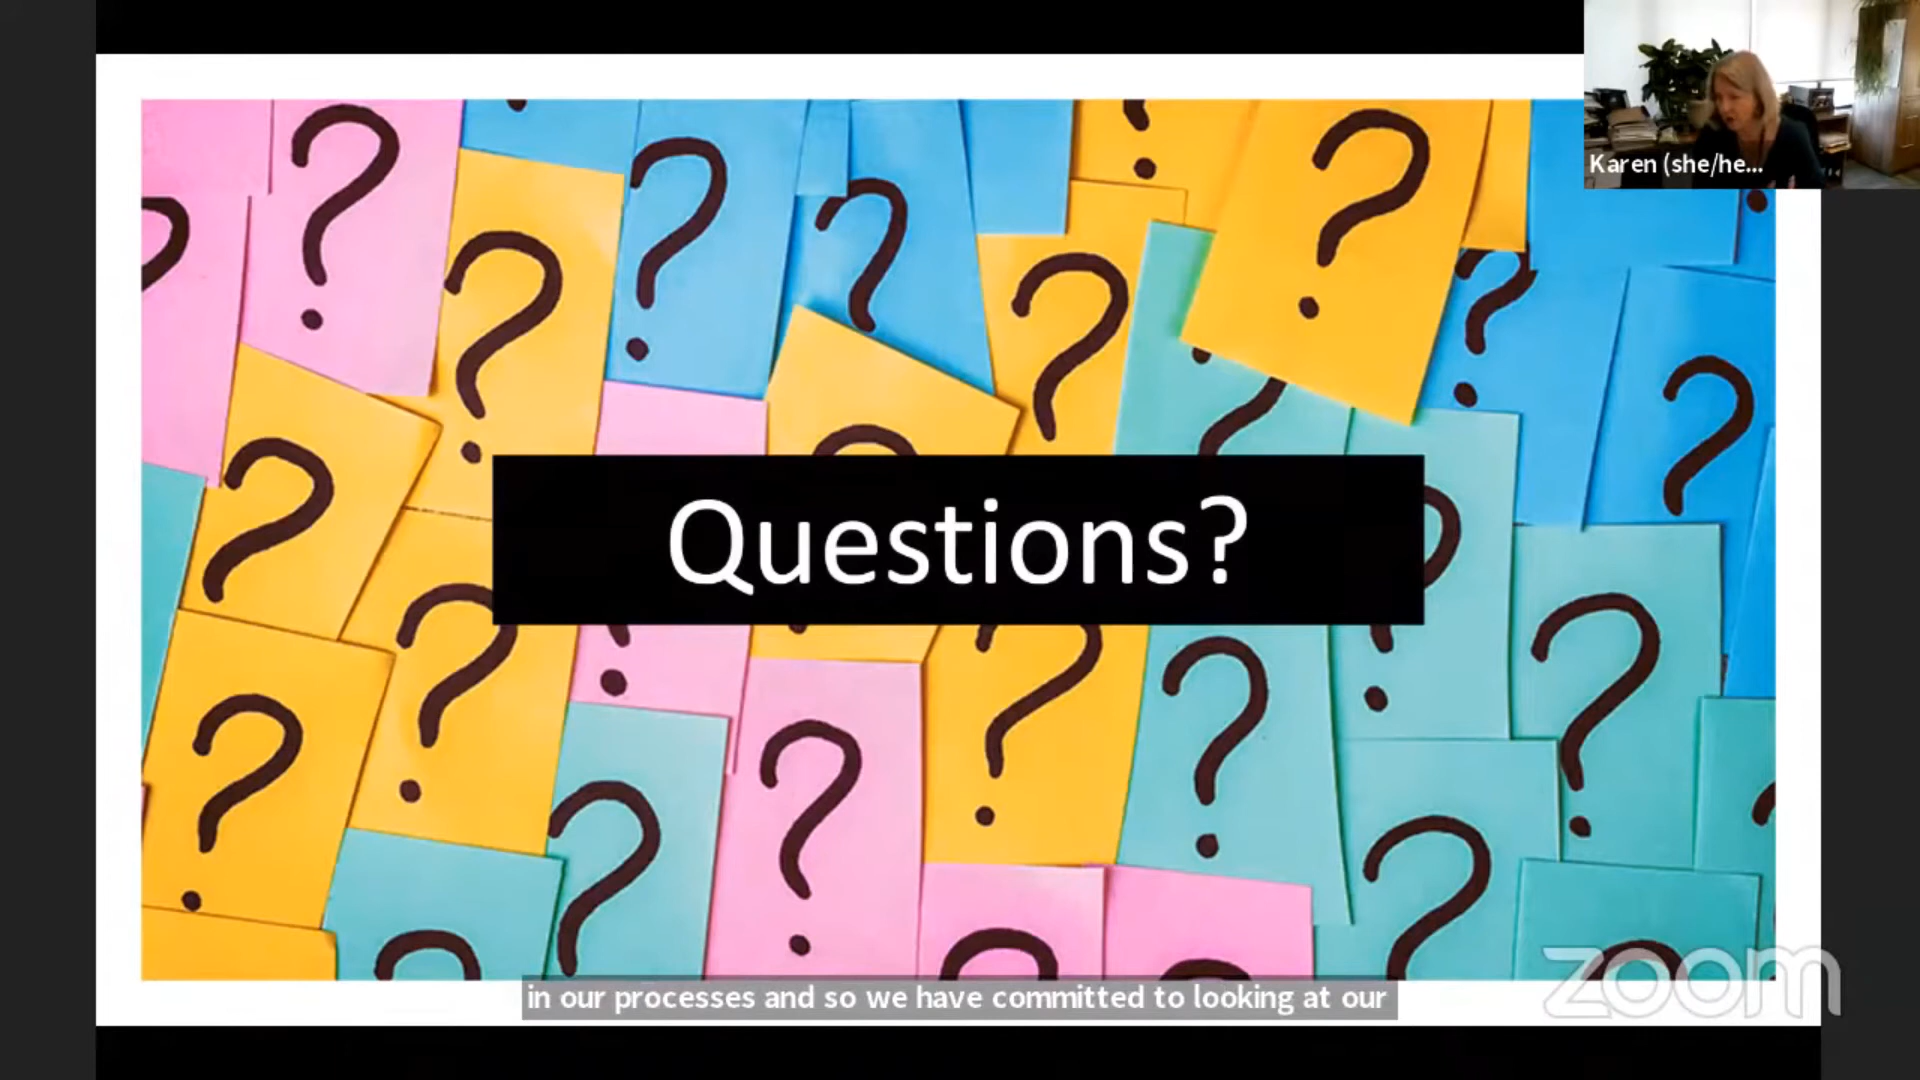 Karen (she/he...
Questions?
in our processes and so we have committed to looking at our
zoom